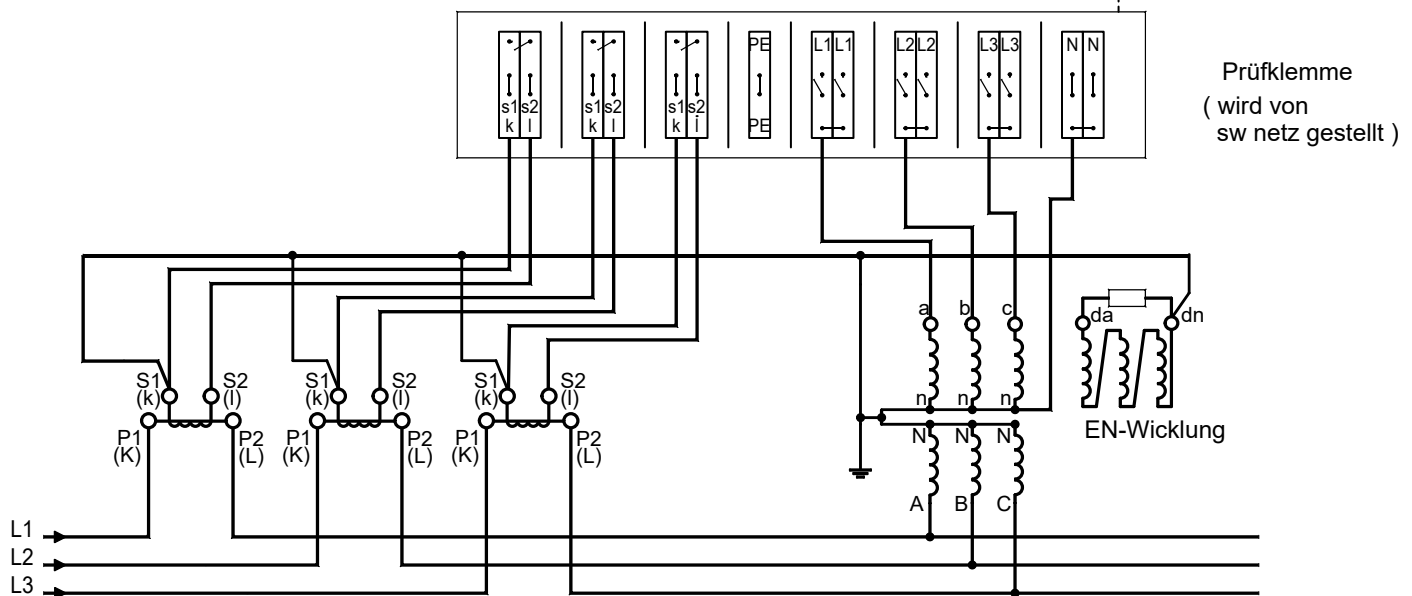 PE L1 L1 L2 L2 L3 L3 N N
s1 s2 s1 s2 s1 s2
k l k l k l PE
Prüfklemme
( wird von
sw netz gestellt )
a b c da dn
S1 S2 S1 S2 S1 S2
(k) (l) (k) (l) (k) (l)
n n n
P1 P2 P1 P2 P1 P2
(K) (L) (K) (L) (K) (L)
N N N
EN-Wicklung
A B C
L1
L2
L3